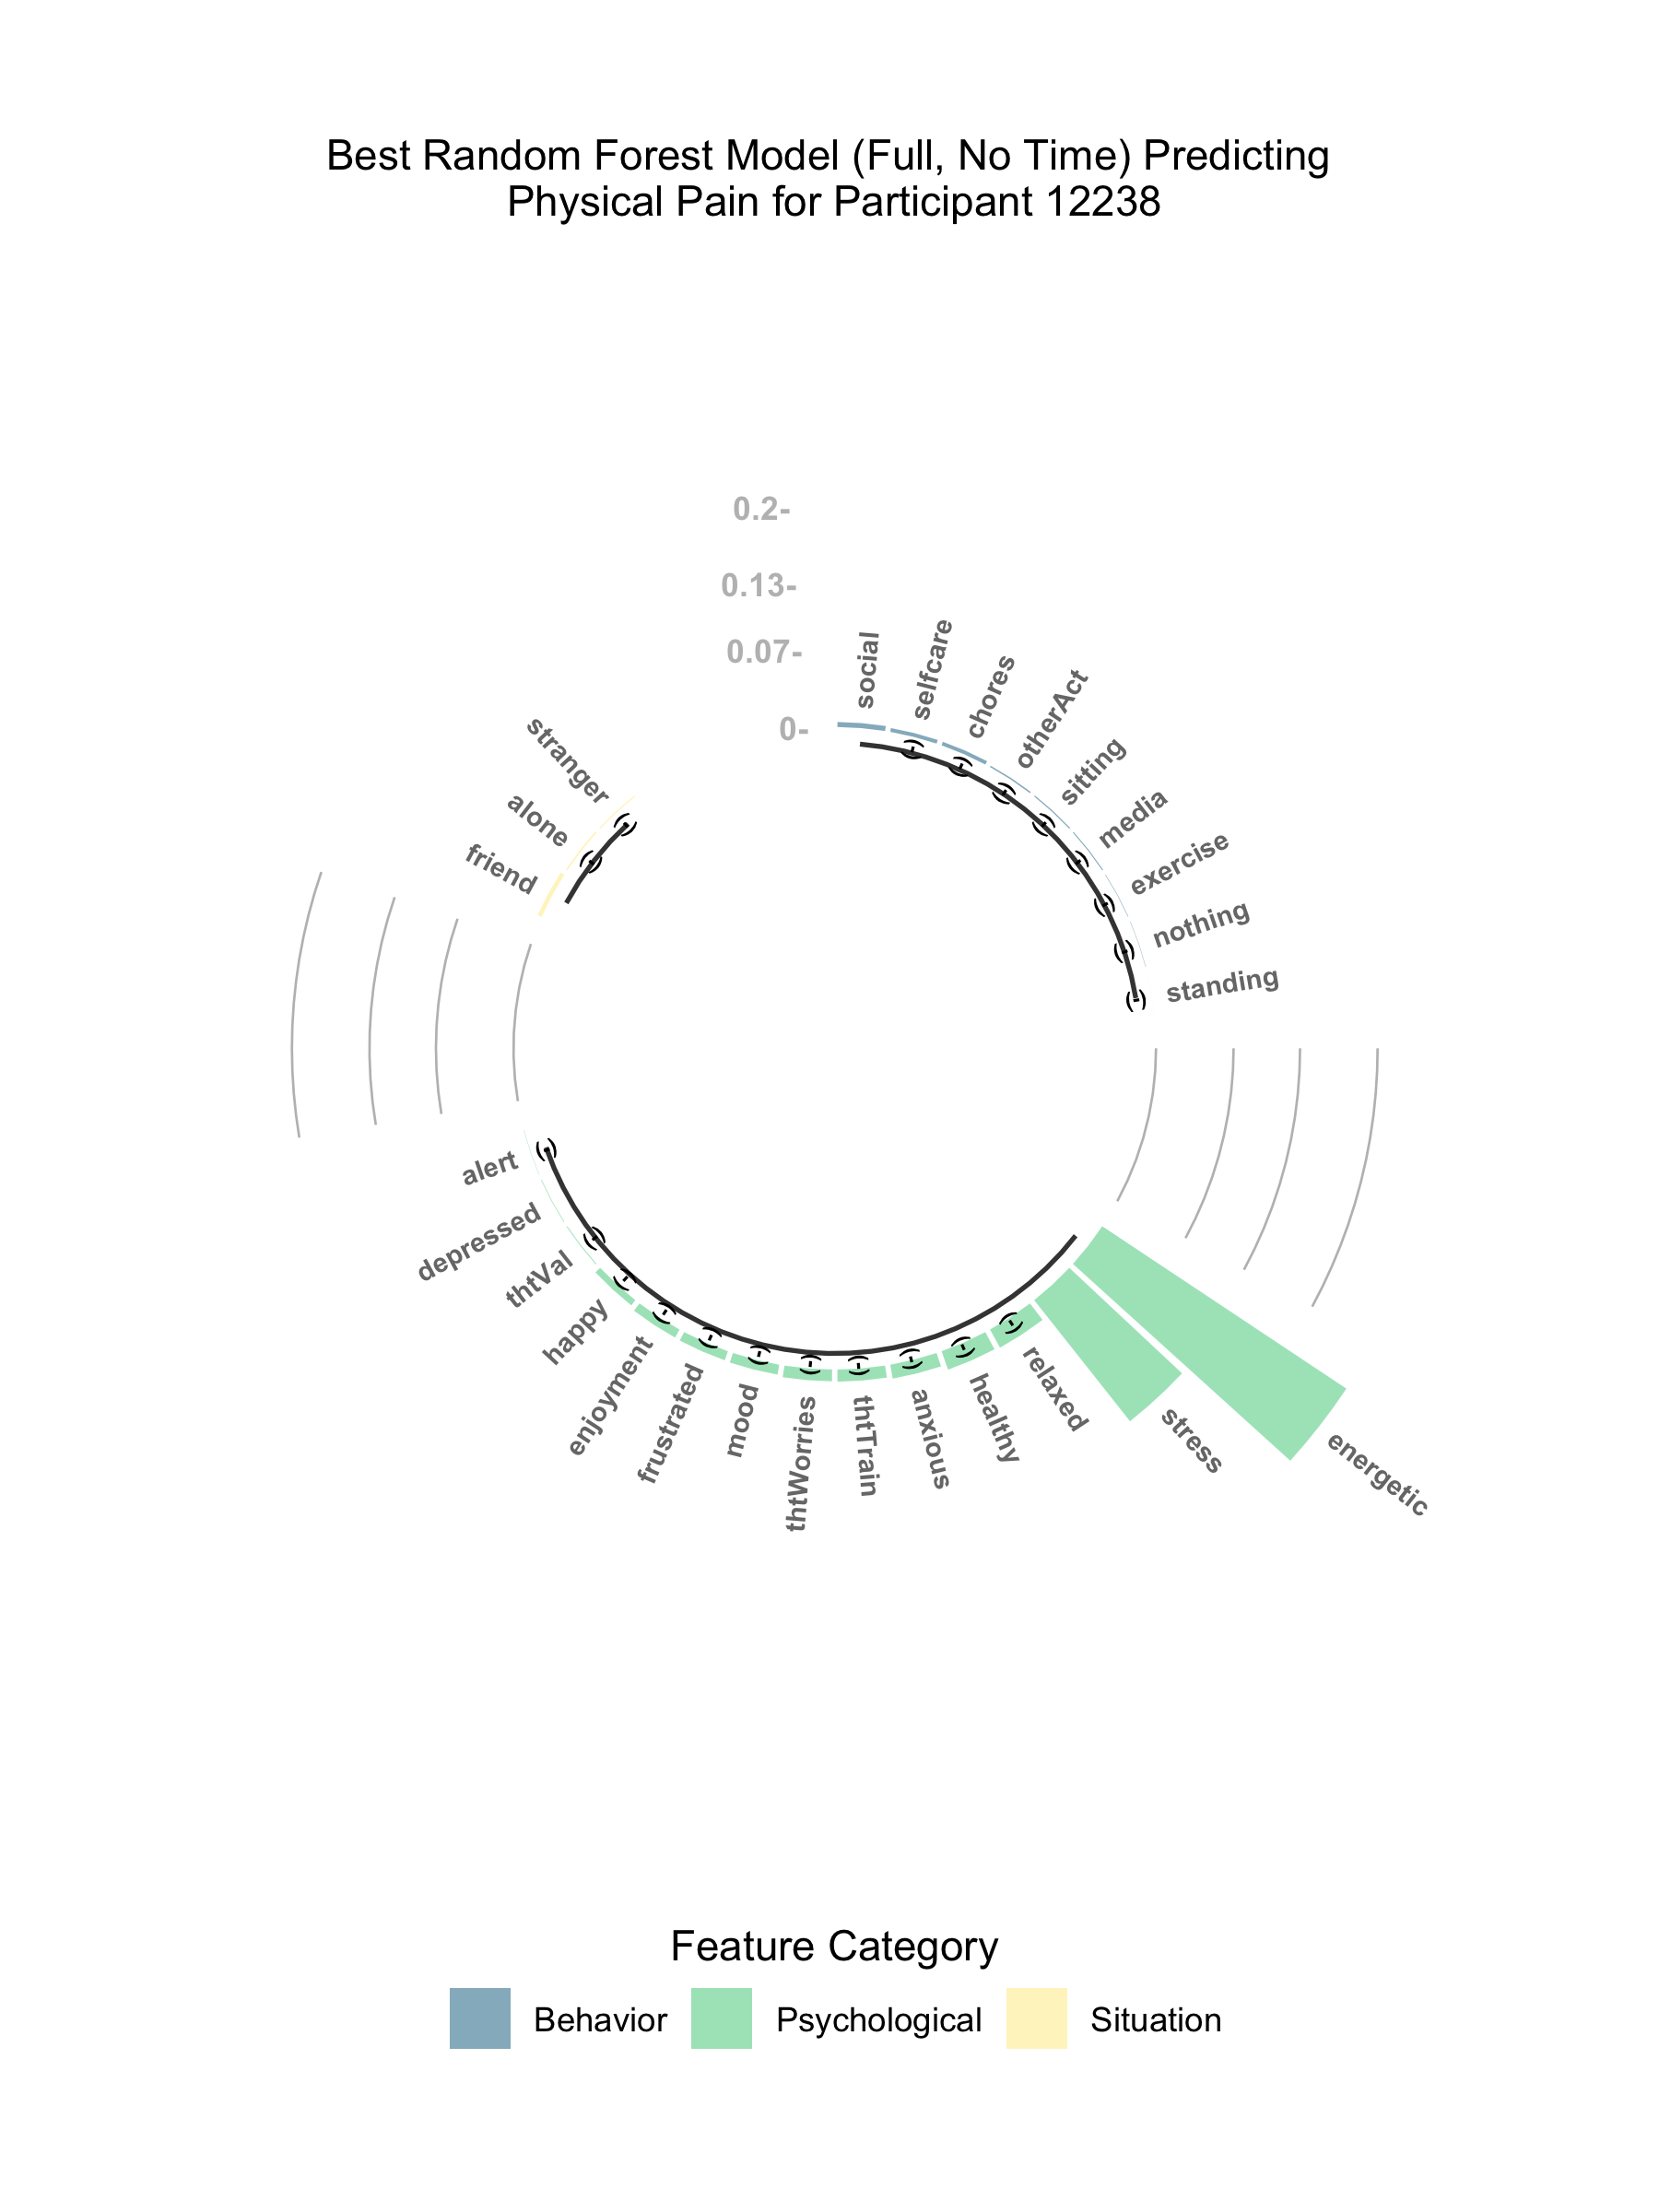 Best Random Forest Model (Full, No Time) Predicting
Physical Pain for Participant 12238
0.2-
0.13-
0.07-
0-
social
selfcare
chores
otherAct
sitting
media
exercise
nothing
standing
energetic
stress
relaxed
healthy
anxious
thtTrain
thtWorries
mood
frustrated
enjoyment
happy
thtVal
depressed
alert
friend
alone
stranger
Feature Category
Behavior
Psychological
Situation